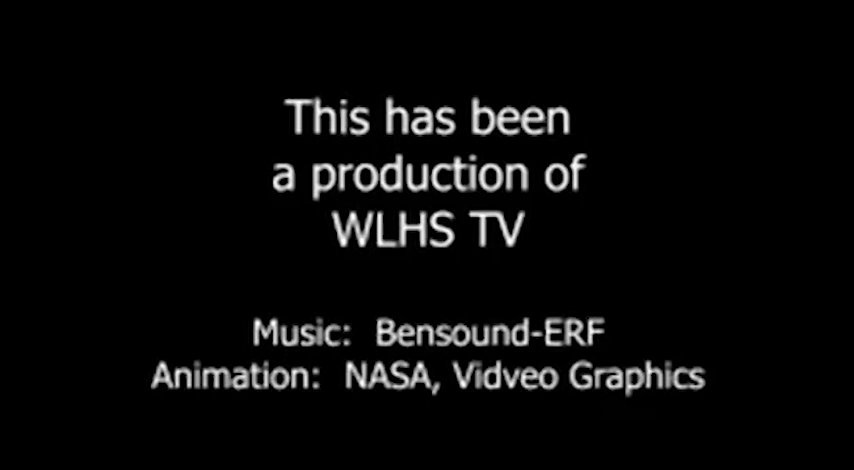 This has been
a production of
WLHS TV
Music: Bensound-ERF
Animation: NASA, Vidveo Graphics